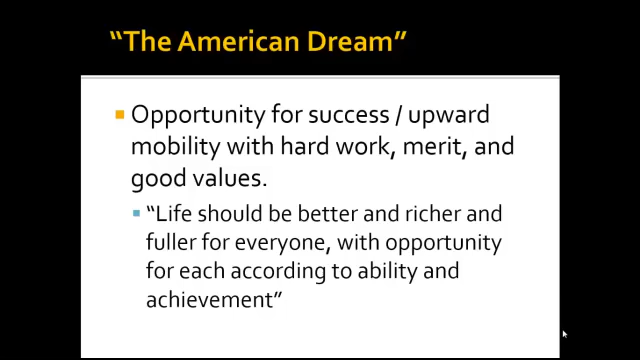 “The American Dream”
Opportunity for success / upward
mobility with hard work, merit, and
good values.
“Life should be better and richer and
fuller for everyone, with opportunity
for each according to ability and
achievement”